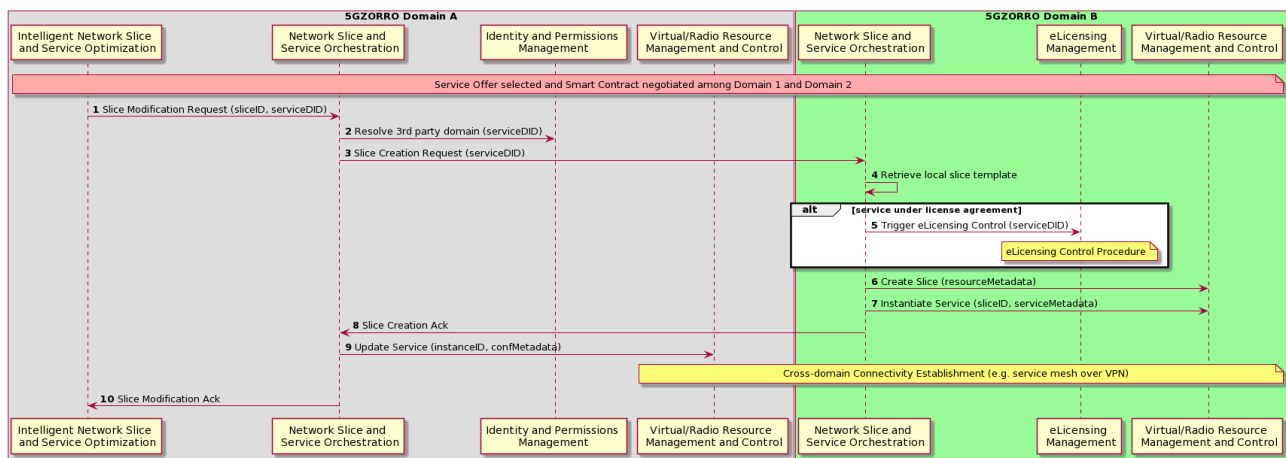 5GZORRO Domain A
5GZORRO Domain B
Intelligent Network Slice
and Service Optimization
Network Slice and
Service Orchestration
Identity and Permissions
Management
Virtual/Radio Resource
Management and Control
Network Slice and
Service Orchestration
eLicensing
Management
Virtual/Radio Resource
Management and Control
Service Offer selected and Smart Contract negotiated among Domain 1 and Domain 2
1 Slice Modification Request (sliceID, serviceDID)
2 Resolve 3rd party domain (serviceDID)
3 Slice Creation Request (serviceDID)
4 Retrieve local slice template
alt [service under license agreement]
5 Trigger eLicensing Control (serviceDID)
eLicensing Control Procedure
6 Create Slice (resourceMetadata)
7 Instantiate Service (sliceID, serviceMetadata)
8 Slice Creation Ack
9 Update Service (instanceID, confMetadata)
Cross-domain Connectivity Establishment (e.g. service mesh over VPN)
10 Slice Modification Ack
Intelligent Network Slice
and Service Optimization
Network Slice and
Service Orchestration
Identity and Permissions
Management
Virtual/Radio Resource
Management and Control
Network Slice and
Service Orchestration
eLicensing
Management
Virtual/Radio Resource
Management and Control